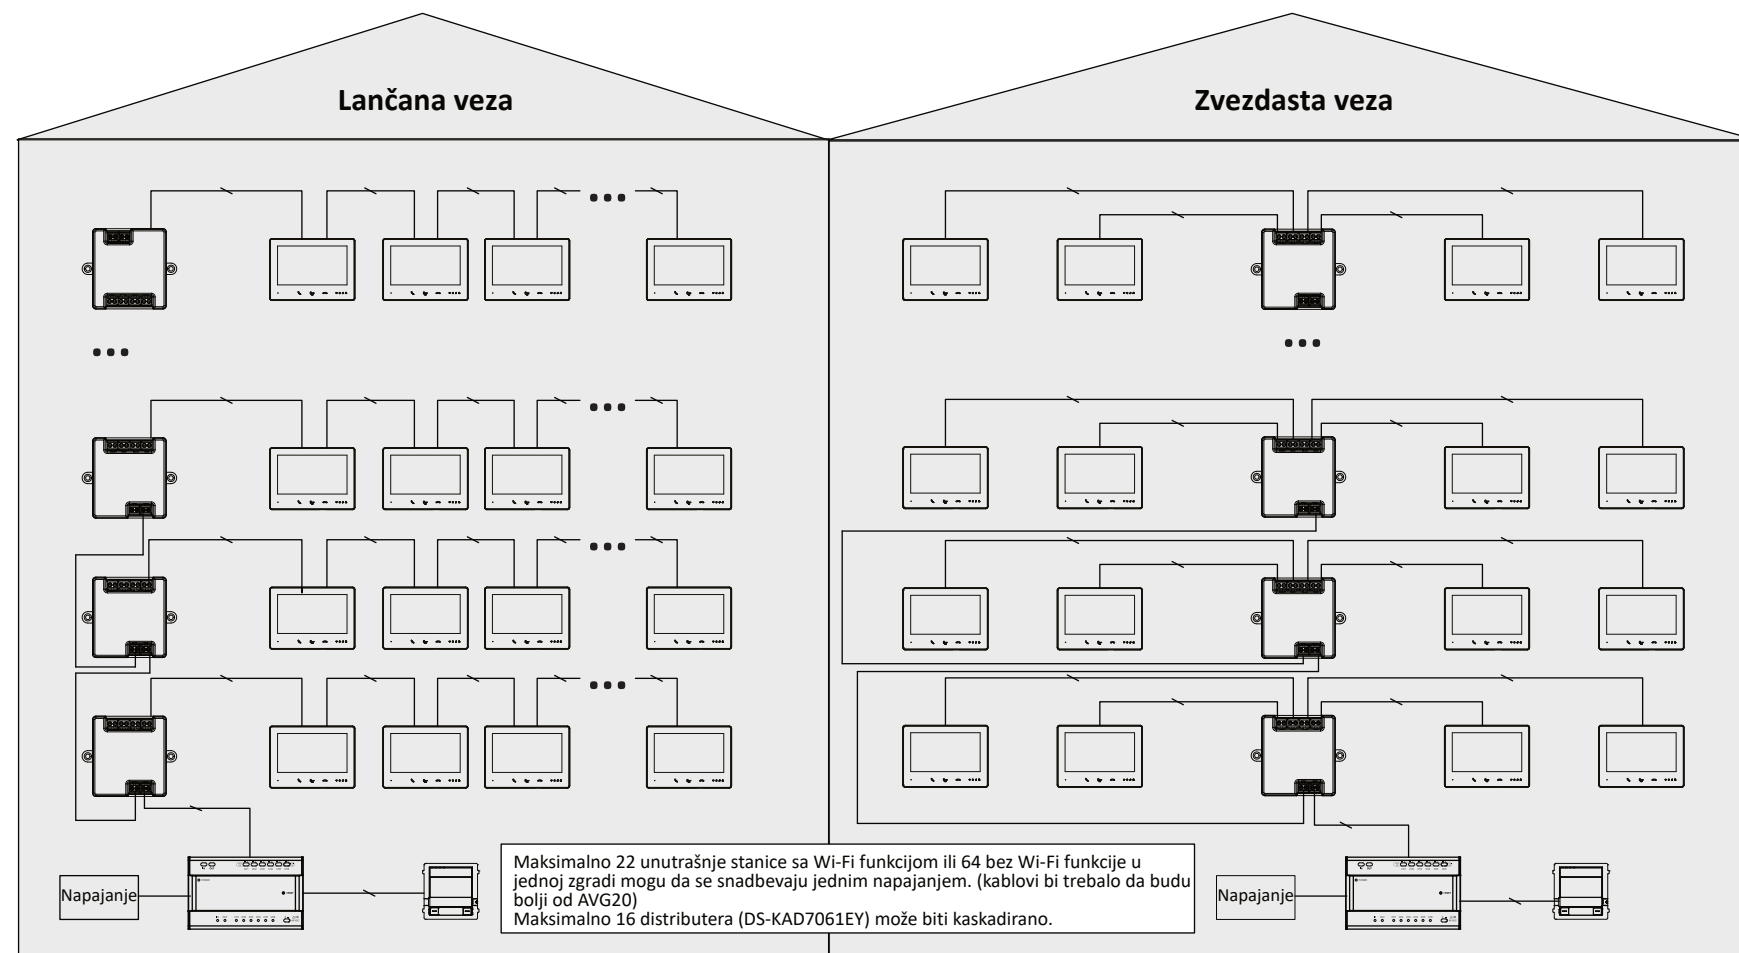 Lančana veza
Zvezdasta veza
Napajanje
Maksimalno 22 unutrašnje stanice sa Wi-Fi funkcijom ili 64 bez Wi-Fi funkcije u
jednoj zgradi mogu da se snadbevaju jednim napajanjem. (kablovi bi trebalo da budu
bolji od AVG20)
Maksimalno 16 distributera (DS-KAD7061EY) može biti kaskadirano.
Napajanje